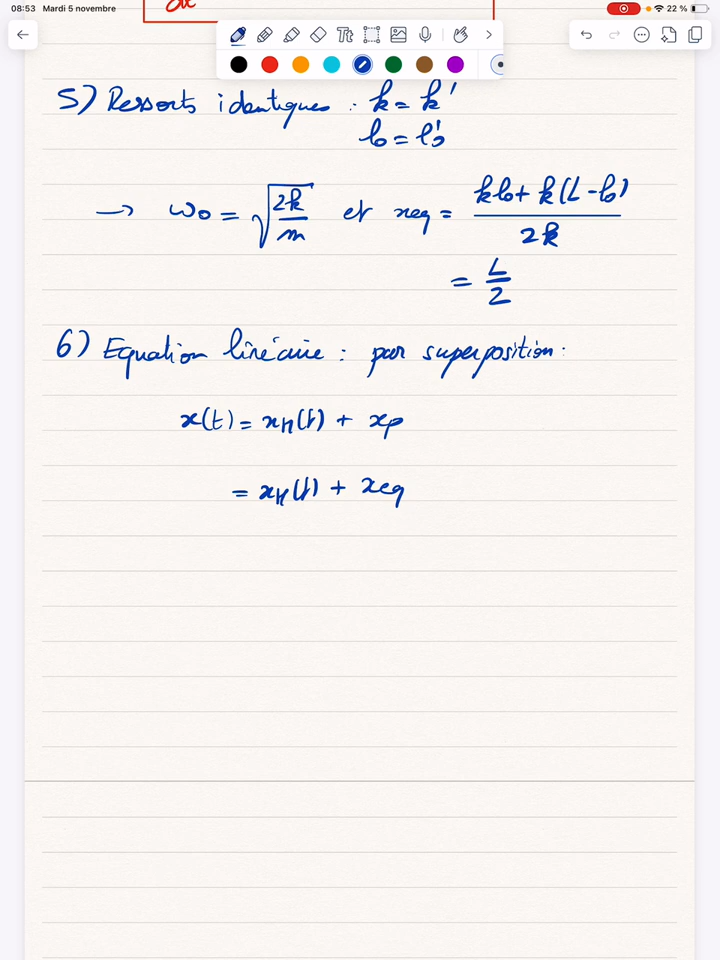 08:53 Mardi 5 novembre
22 %
Tt
5) Ressorts identiques : k = k'
l₀ = l'₀
→ ω₀ = √(2k/m) et xeq = (kl₀ + k(L - l₀))/2k
= L/2
6) Equation linéaire : par superposition :
x(t) = xH(t) + xp
= xH(t) + xeq